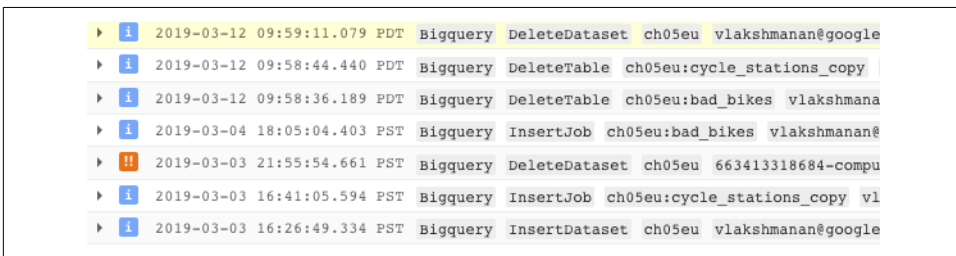 i 2019-03-12 09:59:11.079 PDT Bigquery DeleteDataset ch05eu vlakshmanan@google
i 2019-03-12 09:58:44.440 PDT Bigquery DeleteTable ch05eu:cycle_stations_copy
i 2019-03-12 09:58:36.189 PDT Bigquery DeleteTable ch05eu:bad_bikes vlakshmana
i 2019-03-04 18:05:04.403 PST Bigquery InsertJob ch05eu:bad_bikes vlakshmanan@
!! 2019-03-03 21:55:54.661 PST Bigquery DeleteDataset ch05eu 663413318684-compu
i 2019-03-03 16:41:05.594 PST Bigquery InsertJob ch05eu:cycle_stations_copy vl
i 2019-03-03 16:26:49.334 PST Bigquery InsertDataset ch05eu vlakshmanan@google